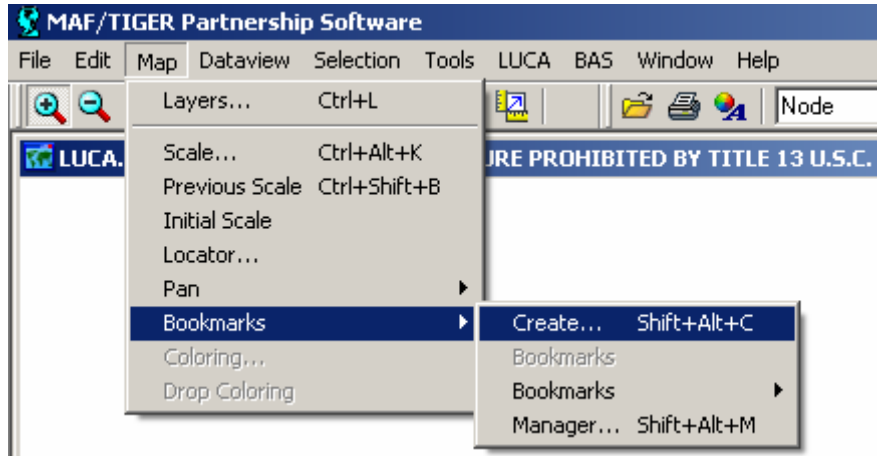 MAF/TIGER Partnership Software
File Edit Map Dataview Selection Tools LUCA BAS Window Help
Layers... Ctrl+L
Node
LUCA.
URE PROHIBITED BY TITLE 13 U.S.C.
Scale... Ctrl+Alt+K
Previous Scale Ctrl+Shift+B
Initial Scale
Locator...
Pan
Bookmarks
Coloring...
Drop Coloring
Create... Shift+Alt+C
Bookmarks
Bookmarks
Manager... Shift+Alt+M